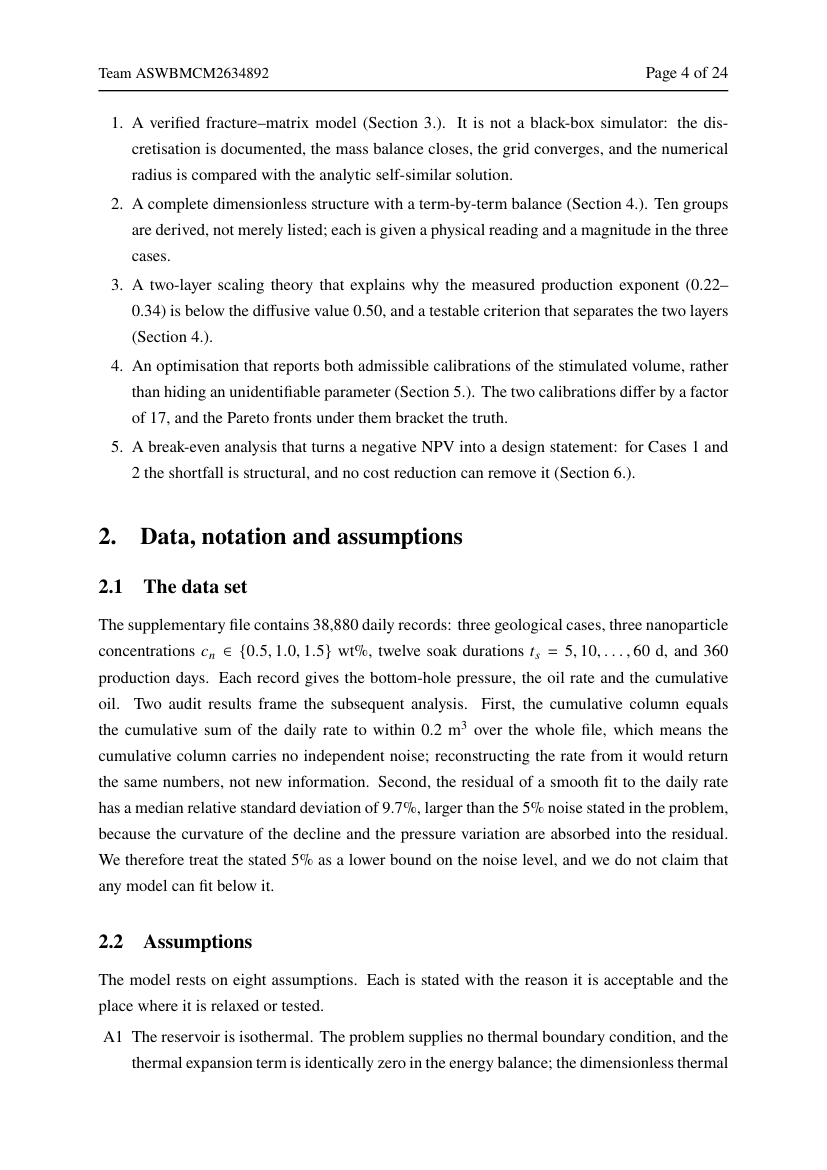 Team ASWBMCM2634892 Page 4 of 24
1. A verified fracture–matrix model (Section 3.). It is not a black-box simulator: the dis-
cretisation is documented, the mass balance closes, the grid converges, and the numerical
radius is compared with the analytic self-similar solution.
2. A complete dimensionless structure with a term-by-term balance (Section 4.). Ten groups
are derived, not merely listed; each is given a physical reading and a magnitude in the three
cases.
3. A two-layer scaling theory that explains why the measured production exponent (0.22–
0.34) is below the diffusive value 0.50, and a testable criterion that separates the two layers
(Section 4.).
4. An optimisation that reports both admissible calibrations of the stimulated volume, rather
than hiding an unidentifiable parameter (Section 5.). The two calibrations differ by a factor
of 17, and the Pareto fronts under them bracket the truth.
5. A break-even analysis that turns a negative NPV into a design statement: for Cases 1 and
2 the shortfall is structural, and no cost reduction can remove it (Section 6.).
2. Data, notation and assumptions
2.1 The data set
The supplementary file contains 38,880 daily records: three geological cases, three nanoparticle
concentrations cₙ ∈ {0.5, 1.0, 1.5} wt%, twelve soak durations tₛ = 5, 10, . . . , 60 d, and 360
production days. Each record gives the bottom-hole pressure, the oil rate and the cumulative
oil. Two audit results frame the subsequent analysis. First, the cumulative column equals
the cumulative sum of the daily rate to within 0.2 m³ over the whole file, which means the
cumulative column carries no independent noise; reconstructing the rate from it would return
the same numbers, not new information. Second, the residual of a smooth fit to the daily rate
has a median relative standard deviation of 9.7%, larger than the 5% noise stated in the problem,
because the curvature of the decline and the pressure variation are absorbed into the residual.
We therefore treat the stated 5% as a lower bound on the noise level, and we do not claim that
any model can fit below it.
2.2 Assumptions
The model rests on eight assumptions. Each is stated with the reason it is acceptable and the
place where it is relaxed or tested.
A1 The reservoir is isothermal. The problem supplies no thermal boundary condition, and the
thermal expansion term is identically zero in the energy balance; the dimensionless thermal